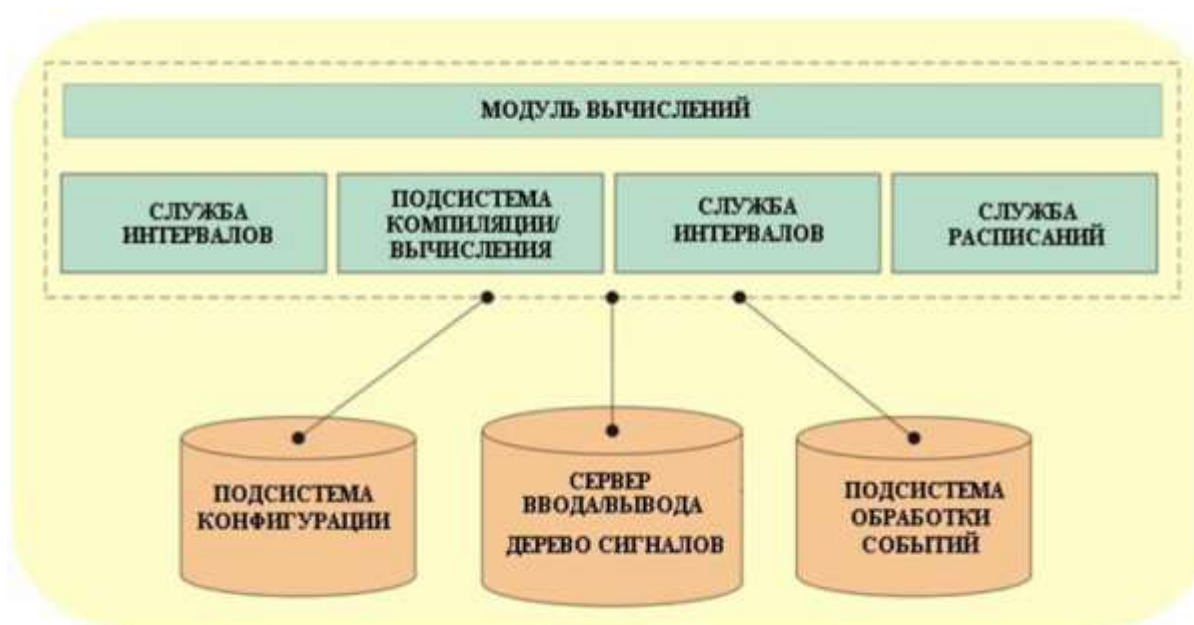 МОДУЛЬ ВЫЧИСЛЕНИЙ
СЛУЖБА
ИНТЕРВАЛОВ
ПОДСИСТЕМА
КОМПИЛЯЦИИ/
ВЫЧИСЛЕНИЯ
СЛУЖБА
ИНТЕРВАЛОВ
СЛУЖБА
РАСПИСАНИЙ
ПОДСИСТЕМА
КОНФИГУРАЦИИ
СЕРВЕР
ВВОДА/ВЫВОДА
ДЕРЕВО СИГНАЛОВ
ПОДСИСТЕМА
ОБРАБОТКИ
СОБЫТИЙ